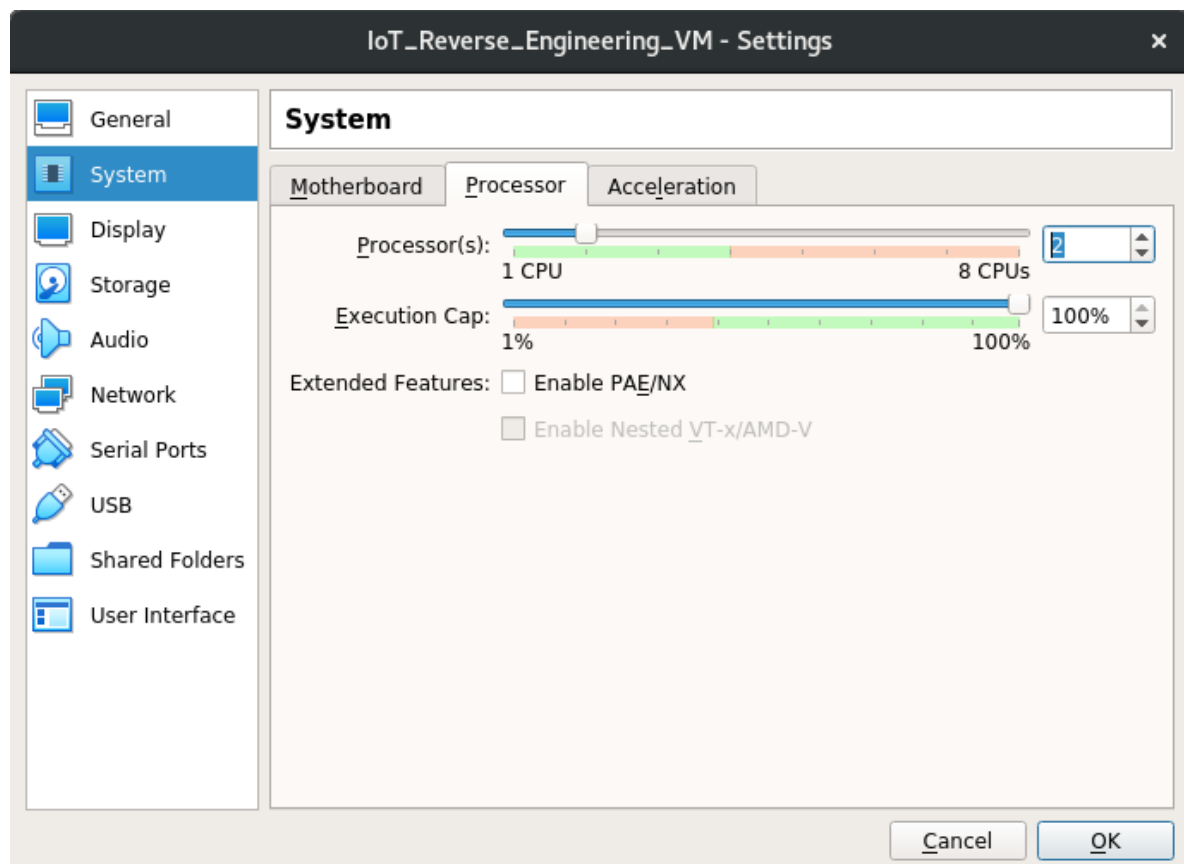 IoT_Reverse_Engineering_VM - Settings
×
General
System
Display
Storage
Audio
Network
Serial Ports
USB
Shared Folders
User Interface
System
Motherboard Processor Acceleration
Processor(s): 2
1 CPU 8 CPUs
Execution Cap: 100%
1% 100%
Extended Features: Enable PAE/NX
Enable Nested VT-x/AMD-V
Cancel OK